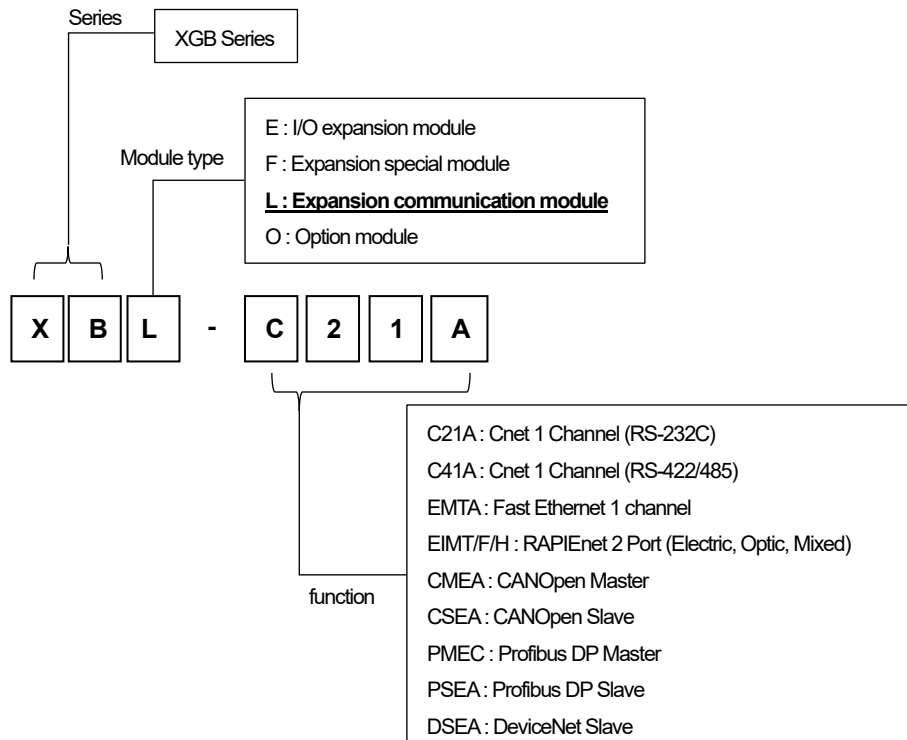 Series
XGB Series
Module type
E : I/O expansion module
F : Expansion special module
L : Expansion communication module
O : Option module
X B L - C 2 1 A
function
C21A : Cnet 1 Channel (RS-232C)
C41A : Cnet 1 Channel (RS-422/485)
EMTA : Fast Ethernet 1 channel
EIMT/F/H : RAPIEnet 2 Port (Electric, Optic, Mixed)
CMEA : CANOpen Master
CSEA : CANOpen Slave
PMEC : Profibus DP Master
PSEA : Profibus DP Slave
DSEA : DeviceNet Slave